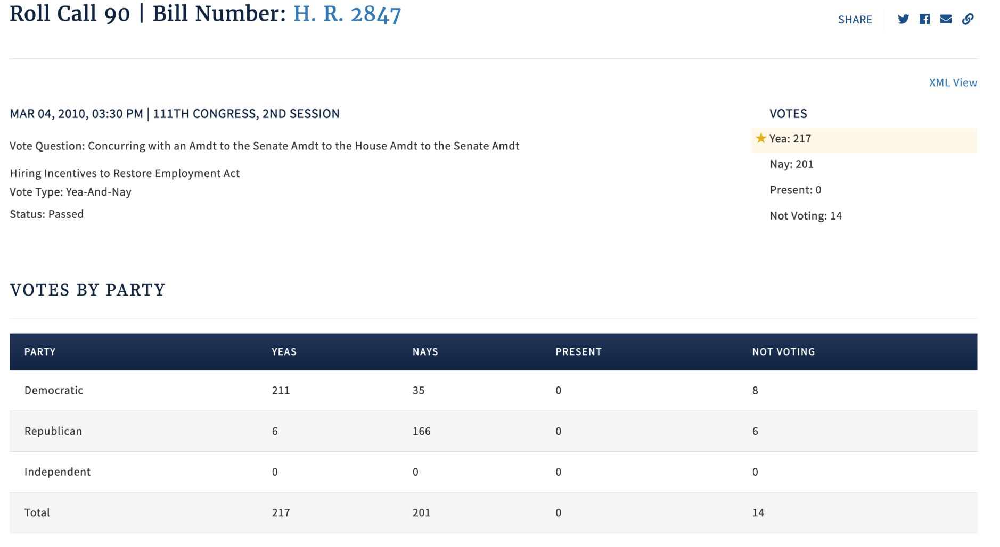 Roll Call 90 | Bill Number: H. R. 2847
SHARE
XML View
MAR 04, 2010, 03:30 PM | 111TH CONGRESS, 2ND SESSION
Vote Question: Concurring with an Amdt to the Senate Amdt to the House Amdt to the Senate Amdt
Hiring Incentives to Restore Employment Act
Vote Type: Yea-And-Nay
Status: Passed
VOTES
Yea: 217
Nay: 201
Present: 0
Not Voting: 14
VOTES BY PARTY
PARTY YEAS NAYS PRESENT NOT VOTING
Democratic 211 35 0 8
Republican 6 166 0 6
Independent 0 0 0 0
Total 217 201 0 14